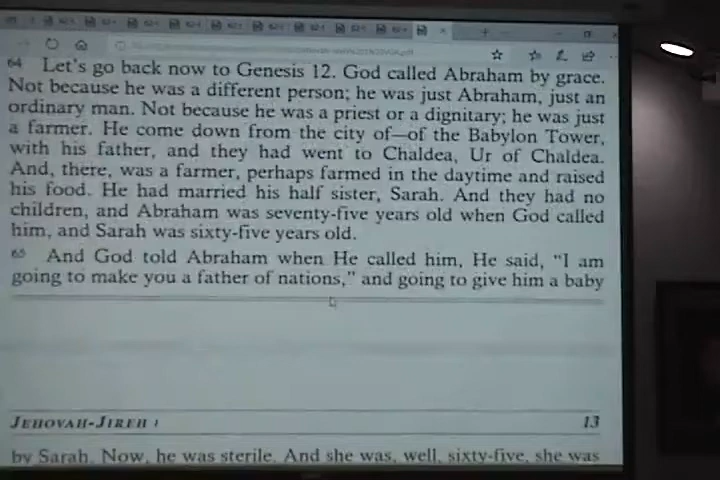 64 Let's go back now to Genesis 12. God called Abraham by grace.
Not because he was a different person; he was just Abraham, just an
ordinary man. Not because he was a priest or a dignitary; he was just
a farmer. He come down from the city of—of the Babylon Tower,
with his father, and they had went to Chaldea, Ur of Chaldea.
And, there, was a farmer, perhaps farmed in the daytime and raised
his food. He had married his half sister, Sarah. And they had no
children, and Abraham was seventy-five years old when God called
him, and Sarah was sixty-five years old.
65 And God told Abraham when He called him, He said, “I am
going to make you a father of nations,” and going to give him a baby
JEHOVAH-JIREH 1 13
by Sarah. Now, he was sterile. And she was, well, sixty-five, she was